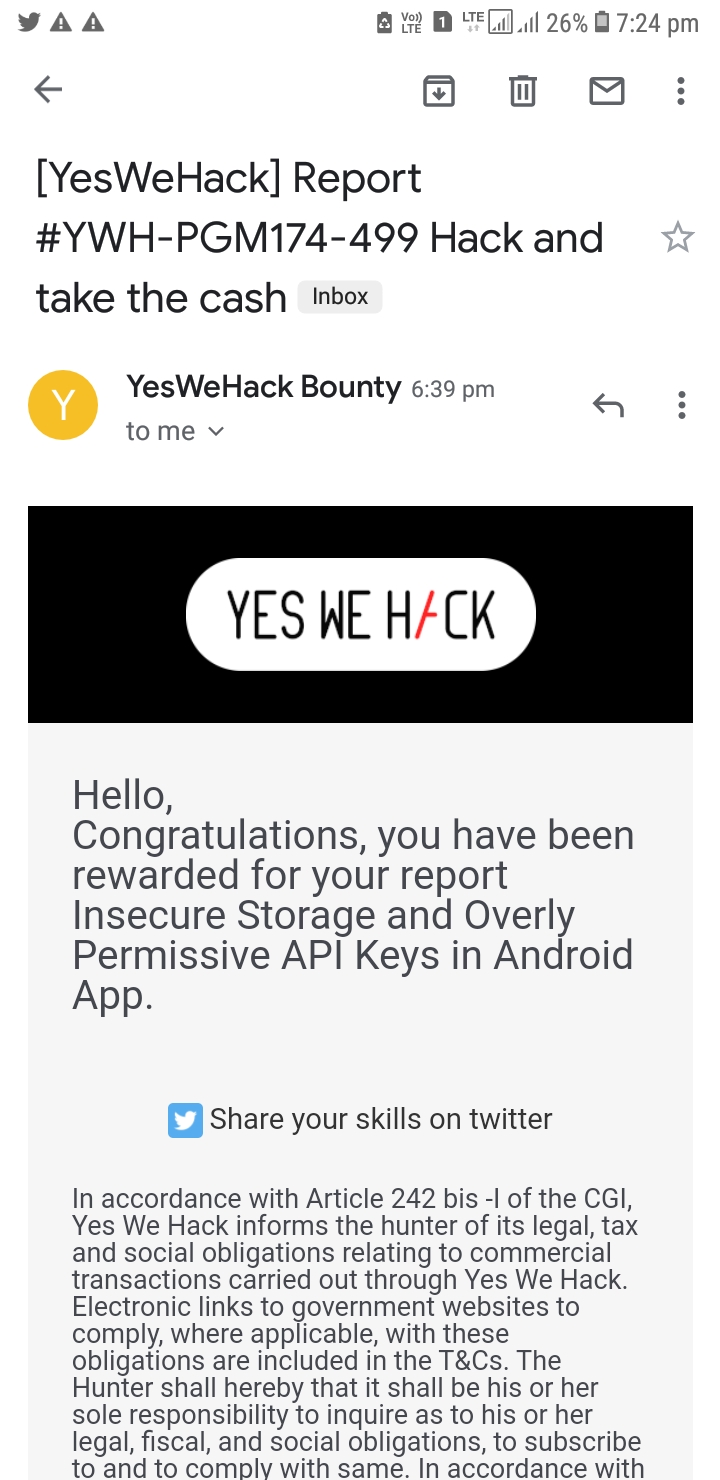 Vo)) LTE 1 LTE 26% 7:24 pm
[YesWeHack] Report
#YWH-PGM174-499 Hack and
take the cash Inbox
Y
YesWeHack Bounty 6:39 pm
to me
YES WE HACK
Hello,
Congratulations, you have been
rewarded for your report
Insecure Storage and Overly
Permissive API Keys in Android
App.
Share your skills on twitter
In accordance with Article 242 bis -I of the CGI,
Yes We Hack informs the hunter of its legal, tax
and social obligations relating to commercial
transactions carried out through Yes We Hack.
Electronic links to government websites to
comply, where applicable, with these
obligations are included in the T&Cs. The
Hunter shall hereby that it shall be his or her
sole responsibility to inquire as to his or her
legal, fiscal, and social obligations, to subscribe
to and to comply with same. In accordance with